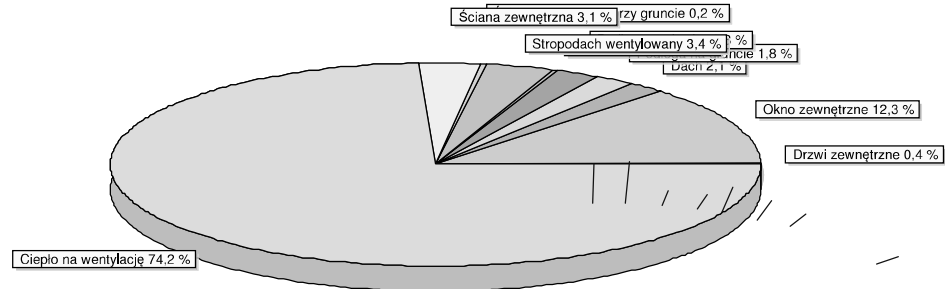 Ściana zewnętrzna 3,1 %
rzy gruncie 0,2 %
Stropodach wentylowany 3,4 %
%
gruncie 1,8 %
Dach 2,1 %
Okno zewnętrzne 12,3 %
Drzwi zewnętrzne 0,4 %
Ciepło na wentylację 74,2 %